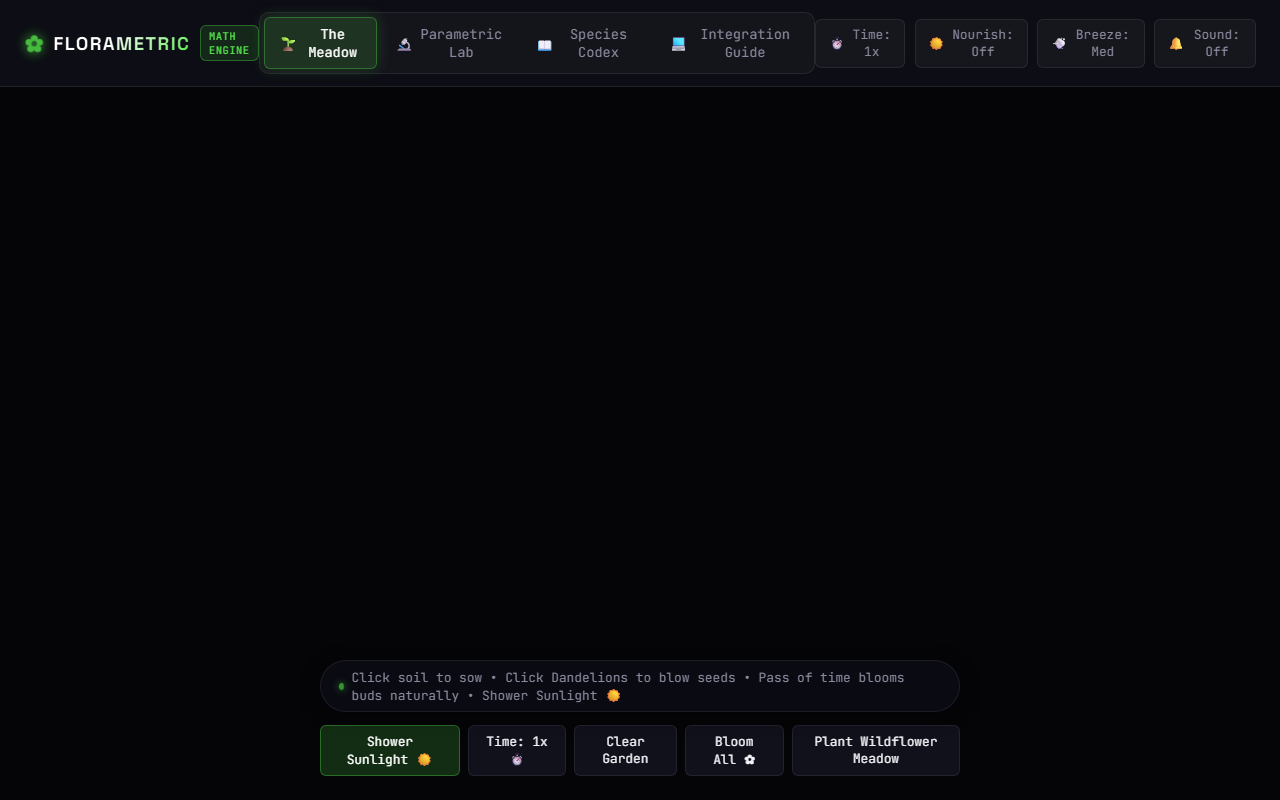 ✿ FLORAMETRIC
MATH
ENGINE
🌱 The
Meadow
🔬 Parametric
Lab
📖 Species
Codex
💻 Integration
Guide
⏱ Time:
1x
☀ Nourish:
Off
🌬 Breeze:
Med
🔔 Sound:
Off
Click soil to sow • Click Dandelions to blow seeds • Pass of time blooms
buds naturally • Shower Sunlight ☀
Shower
Sunlight ☀
Time: 1x
⏱
Clear
Garden
Bloom
All ✿
Plant Wildflower
Meadow